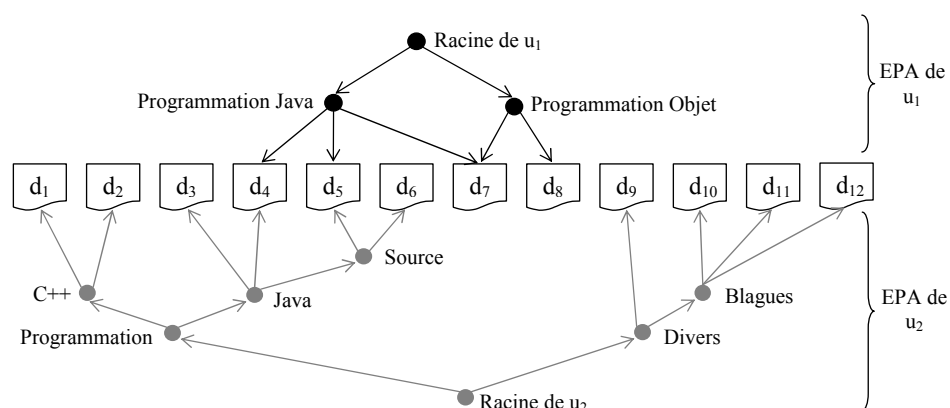 Racine de u₁
EPA de
u₁
Programmation Java
Programmation Objet
d₁ d₂ d₃ d₄ d₅ d₆ d₇ d₈ d₉ d₁₀ d₁₁ d₁₂
Source
C++
Java
Blagues
EPA de
u₂
Programmation
Divers
Racine de u₂